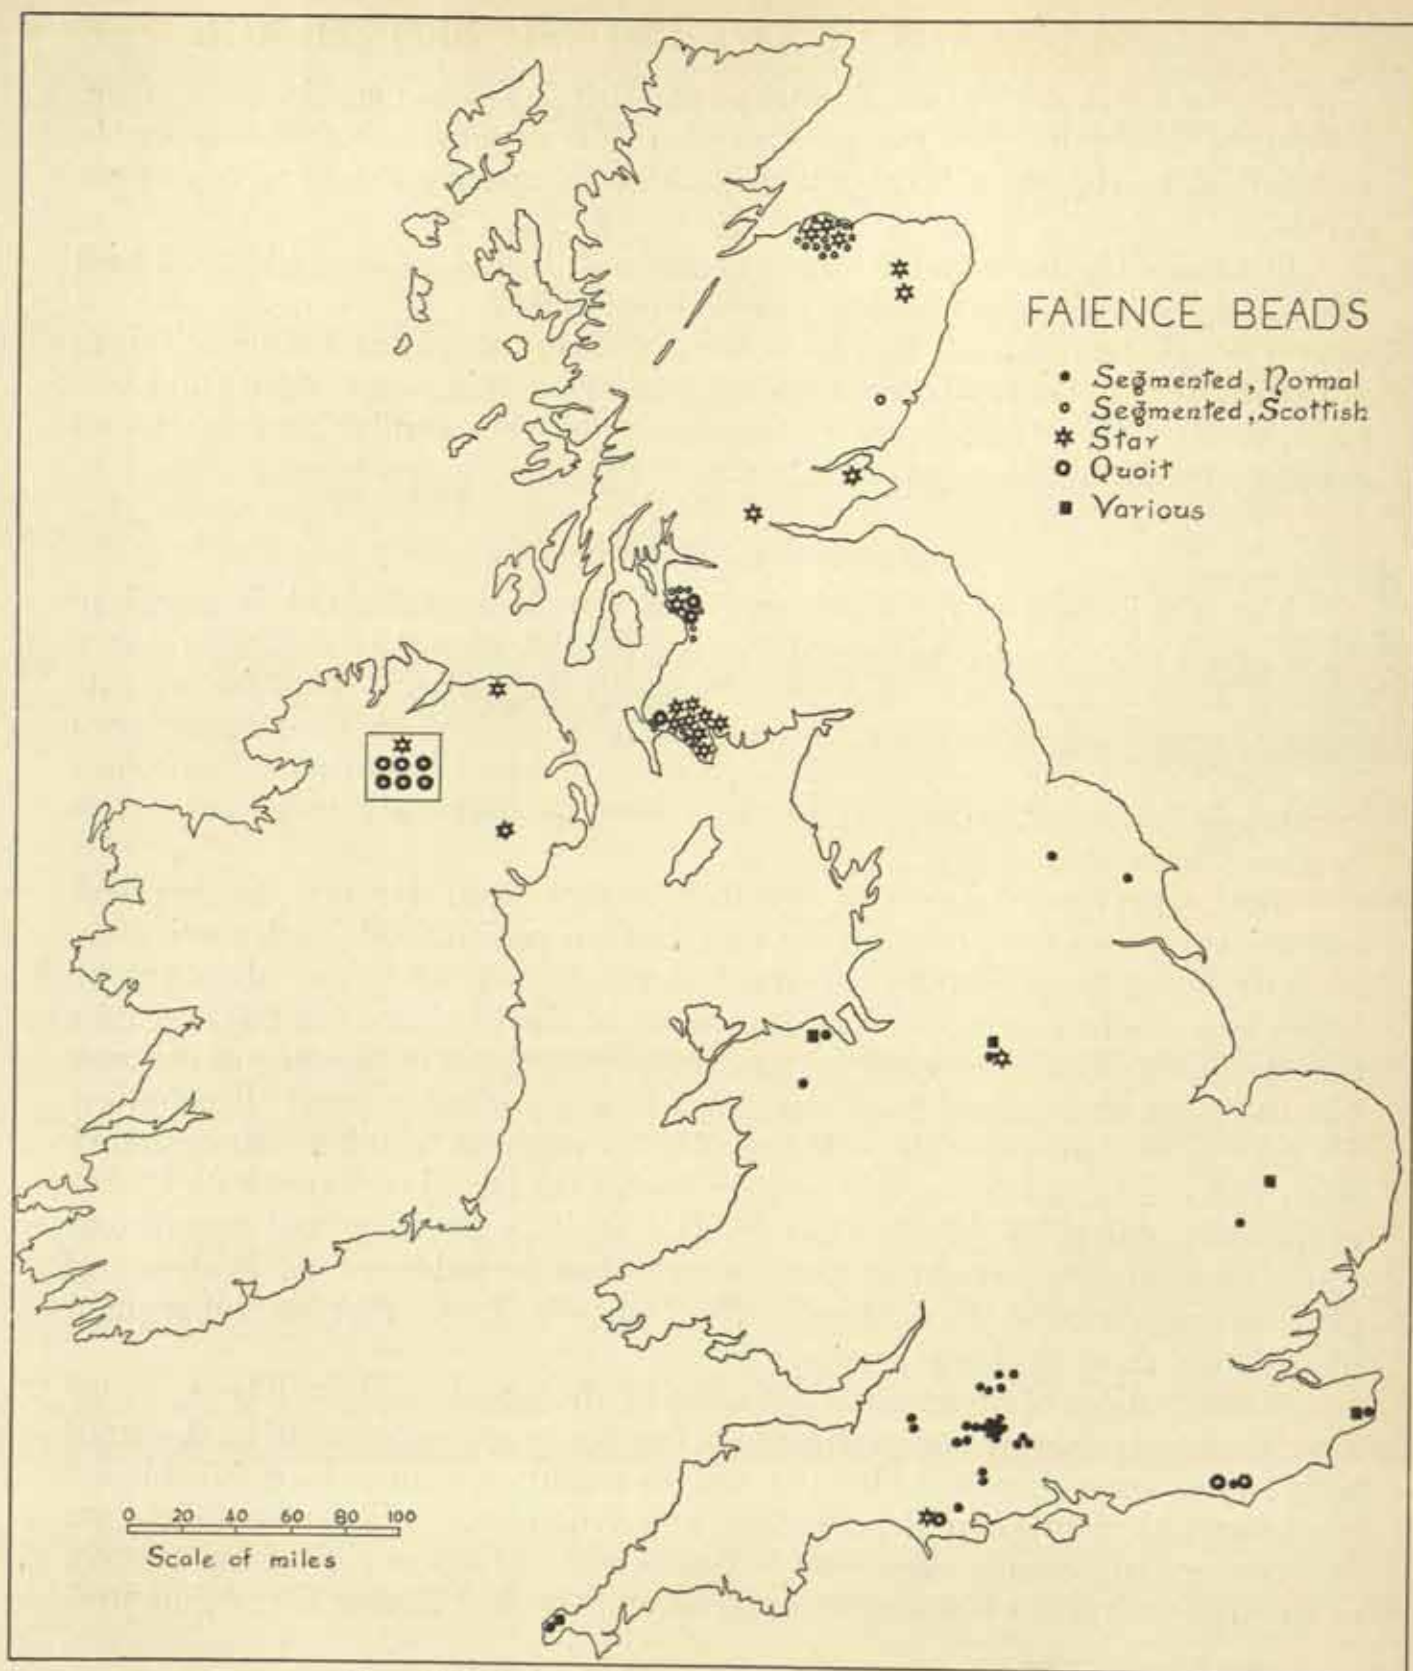 FAIENCE BEADS
Segmented, Normal
Segmented, Scottish
Star
Quoit
Various
0 20 40 60 80 100
Scale of miles